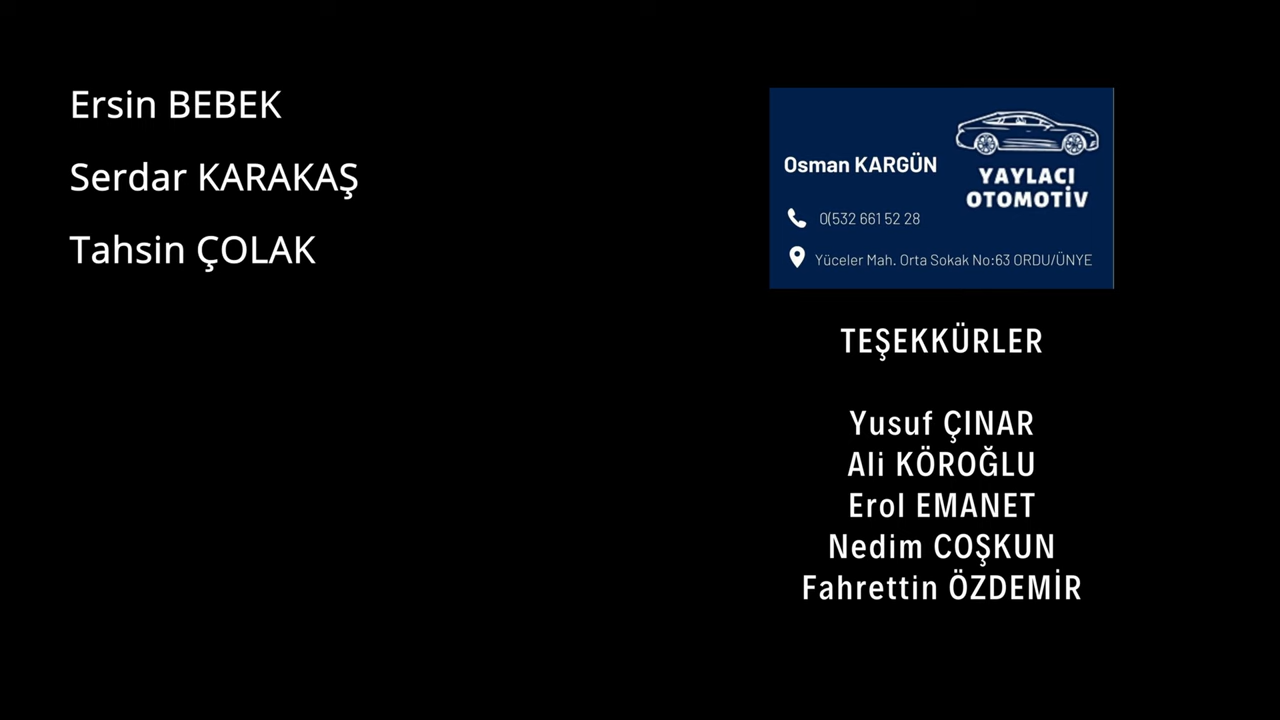 Ersin BEBEK
Serdar KARAKAŞ
Tahsin ÇOLAK
Osman KARGÜN
YAYLACI
OTOMOTİV
0(532 661 52 28
Yüceler Mah. Orta Sokak No:63 ORDU/ÜNYE
TEŞEKKÜRLER
Yusuf ÇINAR
Ali KÖROĞLU
Erol EMANET
Nedim COŞKUN
Fahrettin ÖZDEMİR